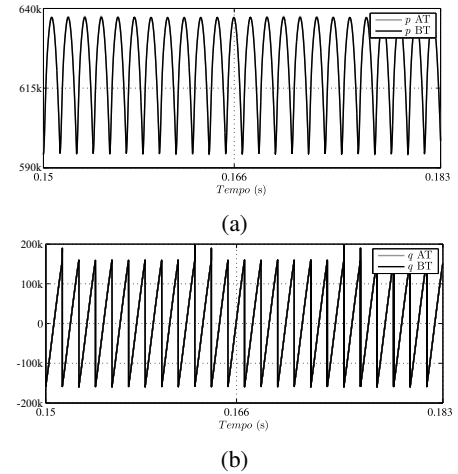 640k
p AT
p BT
615k
590k
0.15 0.166 0.183
Tempo (s)
(a)
200k
q AT
q BT
100k
0
-100k
-200k
0.15 0.166 0.183
Tempo (s)
(b)